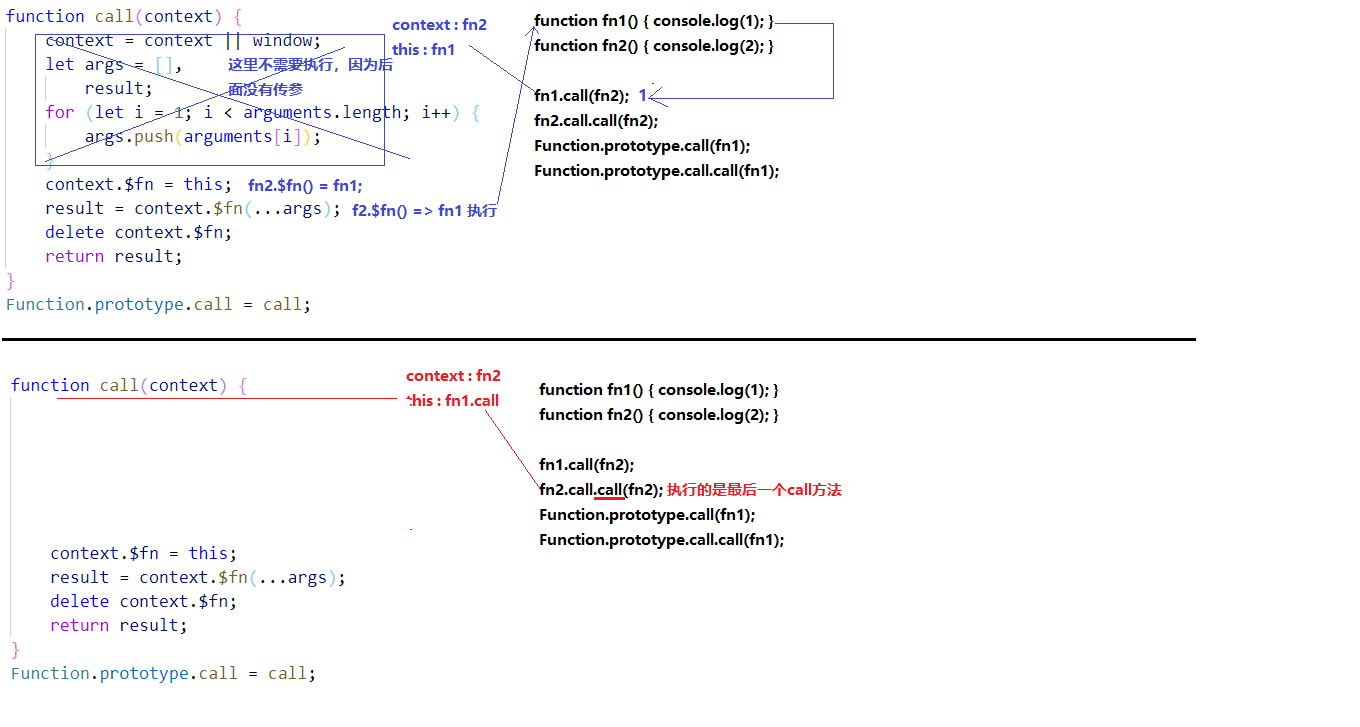 function call(context) {
context = context || window;
let args = [],
result;
for (let i = 1; i < arguments.length; i++) {
args.push(arguments[i]);
}
context.$fn = this;
result = context.$fn(...args);
delete context.$fn;
return result;
}
Function.prototype.call = call;
这里不需要执行，因为后
面没有传参
fn2.$fn() = fn1;
f2.$fn() => fn1 执行
context : fn2
this : fn1
function fn1() { console.log(1); }
function fn2() { console.log(2); }
fn1.call(fn2); 1
fn2.call.call(fn2);
Function.prototype.call(fn1);
Function.prototype.call.call(fn1);
function call(context) {
context.$fn = this;
result = context.$fn(...args);
delete context.$fn;
return result;
}
Function.prototype.call = call;
context : fn2
this : fn1.call
function fn1() { console.log(1); }
function fn2() { console.log(2); }
fn1.call(fn2);
fn2.call.call(fn2); 执行的是最后一个call方法
Function.prototype.call(fn1);
Function.prototype.call.call(fn1);